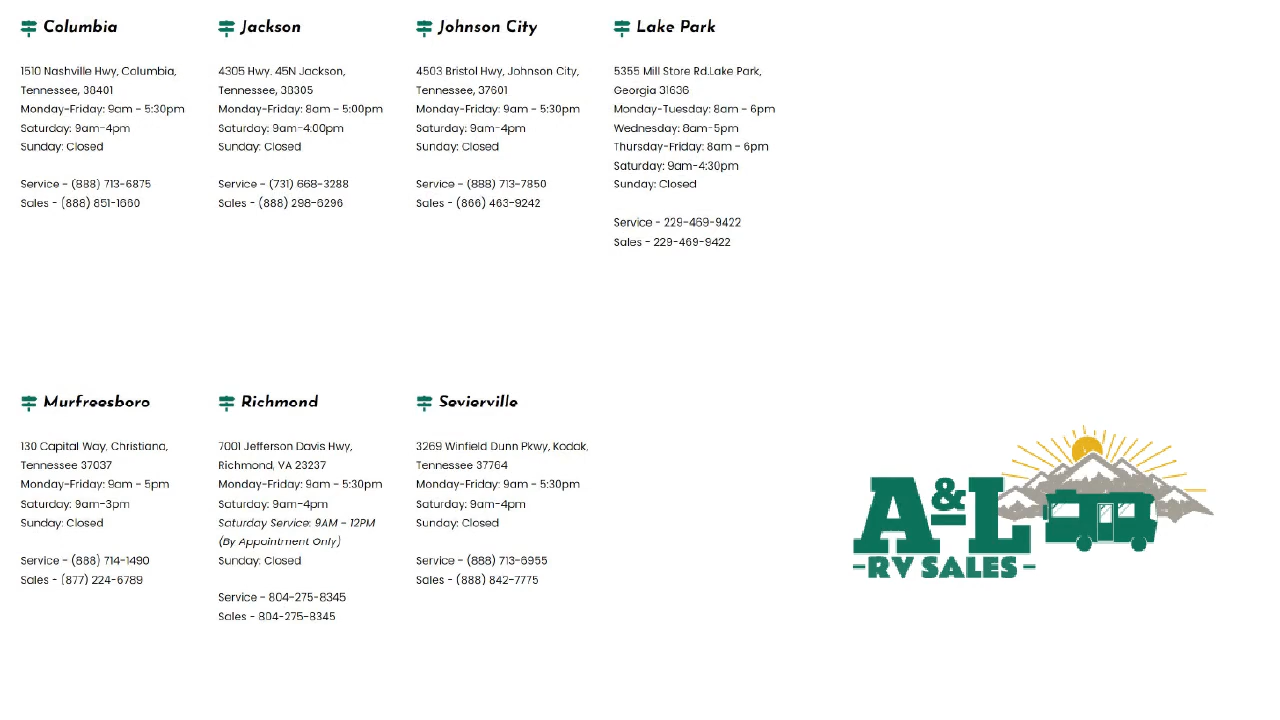 Columbia
1510 Nashville Hwy, Columbia,
Tennessee, 38401
Monday-Friday: 9am - 5:30pm
Saturday: 9am-4pm
Sunday: Closed
Service - (888) 713-6875
Sales - (888) 851-1660
Jackson
4305 Hwy. 45N Jackson,
Tennessee, 38305
Monday-Friday: 8am - 5:00pm
Saturday: 9am-4:00pm
Sunday: Closed
Service - (731) 668-3288
Sales - (888) 298-6296
Johnson City
4503 Bristol Hwy, Johnson City,
Tennessee, 37601
Monday-Friday: 9am - 5:30pm
Saturday: 9am-4pm
Sunday: Closed
Service - (888) 713-7850
Sales - (866) 463-9242
Lake Park
5355 Mill Store Rd.Lake Park,
Georgia 31636
Monday-Tuesday: 8am - 6pm
Wednesday: 8am-5pm
Thursday-Friday: 8am - 6pm
Saturday: 9am-4:30pm
Sunday: Closed
Service - 229-469-9422
Sales - 229-469-9422
Murfreesboro
130 Capital Way, Christiana,
Tennessee 37037
Monday-Friday: 9am - 5pm
Saturday: 9am-3pm
Sunday: Closed
Service - (888) 714-1490
Sales - (877) 224-6789
Richmond
7001 Jefferson Davis Hwy,
Richmond, VA 23237
Monday-Friday: 9am - 5:30pm
Saturday: 9am-4pm
Saturday Service: 9AM - 12PM
(By Appointment Only)
Sunday: Closed
Service - 804-275-8345
Sales - 804-275-8345
Sevierville
3269 Winfield Dunn Pkwy, Kodak,
Tennessee 37764
Monday-Friday: 9am - 5:30pm
Saturday: 9am-4pm
Sunday: Closed
Service - (888) 713-6955
Sales - (888) 842-7775
A&L
-RV SALES-